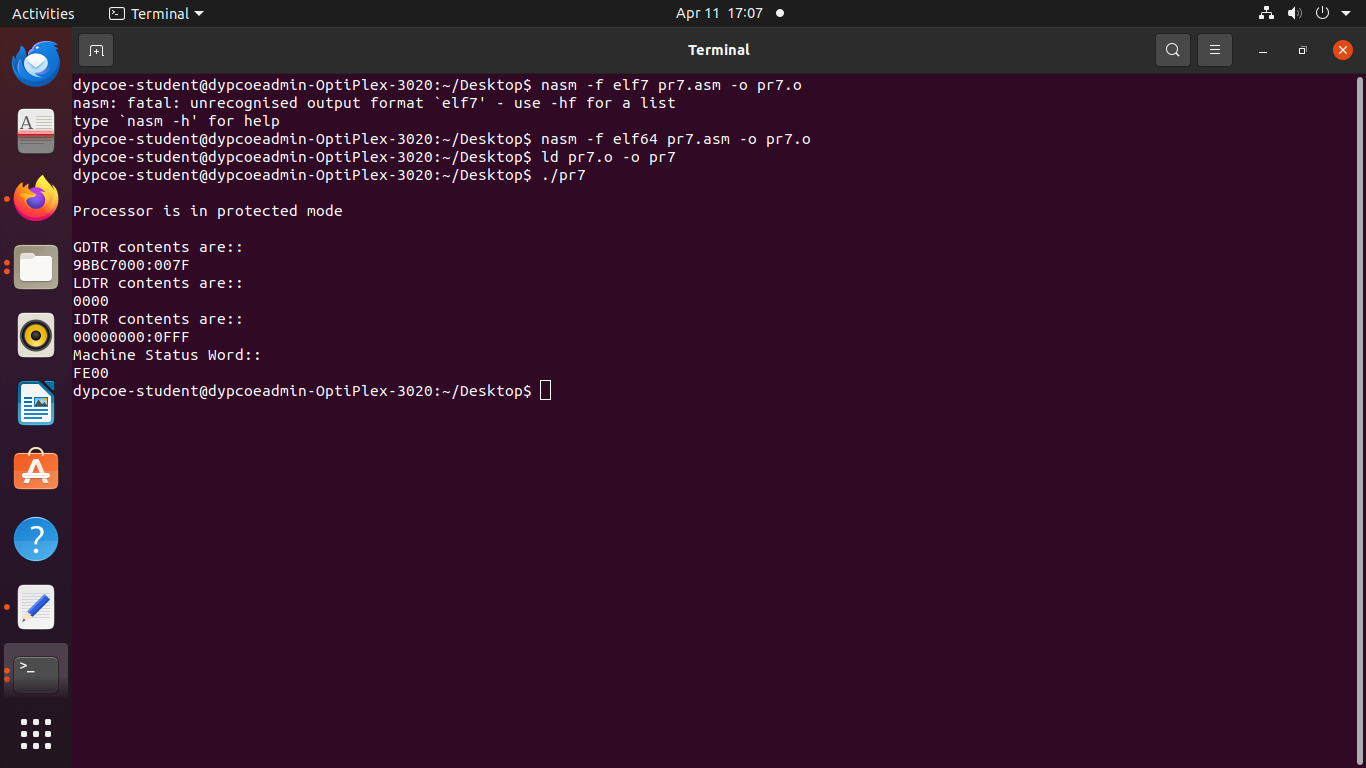 Activities
Terminal
Apr 11 17:07
Terminal
dypcoe-student@dypcoeadmin-OptiPlex-3020:~/Desktop$ nasm -f elf7 pr7.asm -o pr7.o
nasm: fatal: unrecognised output format `elf7' - use -hf for a list
type `nasm -h' for help
dypcoe-student@dypcoeadmin-OptiPlex-3020:~/Desktop$ nasm -f elf64 pr7.asm -o pr7.o
dypcoe-student@dypcoeadmin-OptiPlex-3020:~/Desktop$ ld pr7.o -o pr7
dypcoe-student@dypcoeadmin-OptiPlex-3020:~/Desktop$ ./pr7
Processor is in protected mode
GDTR contents are::
9BBC7000:007F
LDTR contents are::
0000
IDTR contents are::
00000000:0FFF
Machine Status Word::
FE00
dypcoe-student@dypcoeadmin-OptiPlex-3020:~/Desktop$